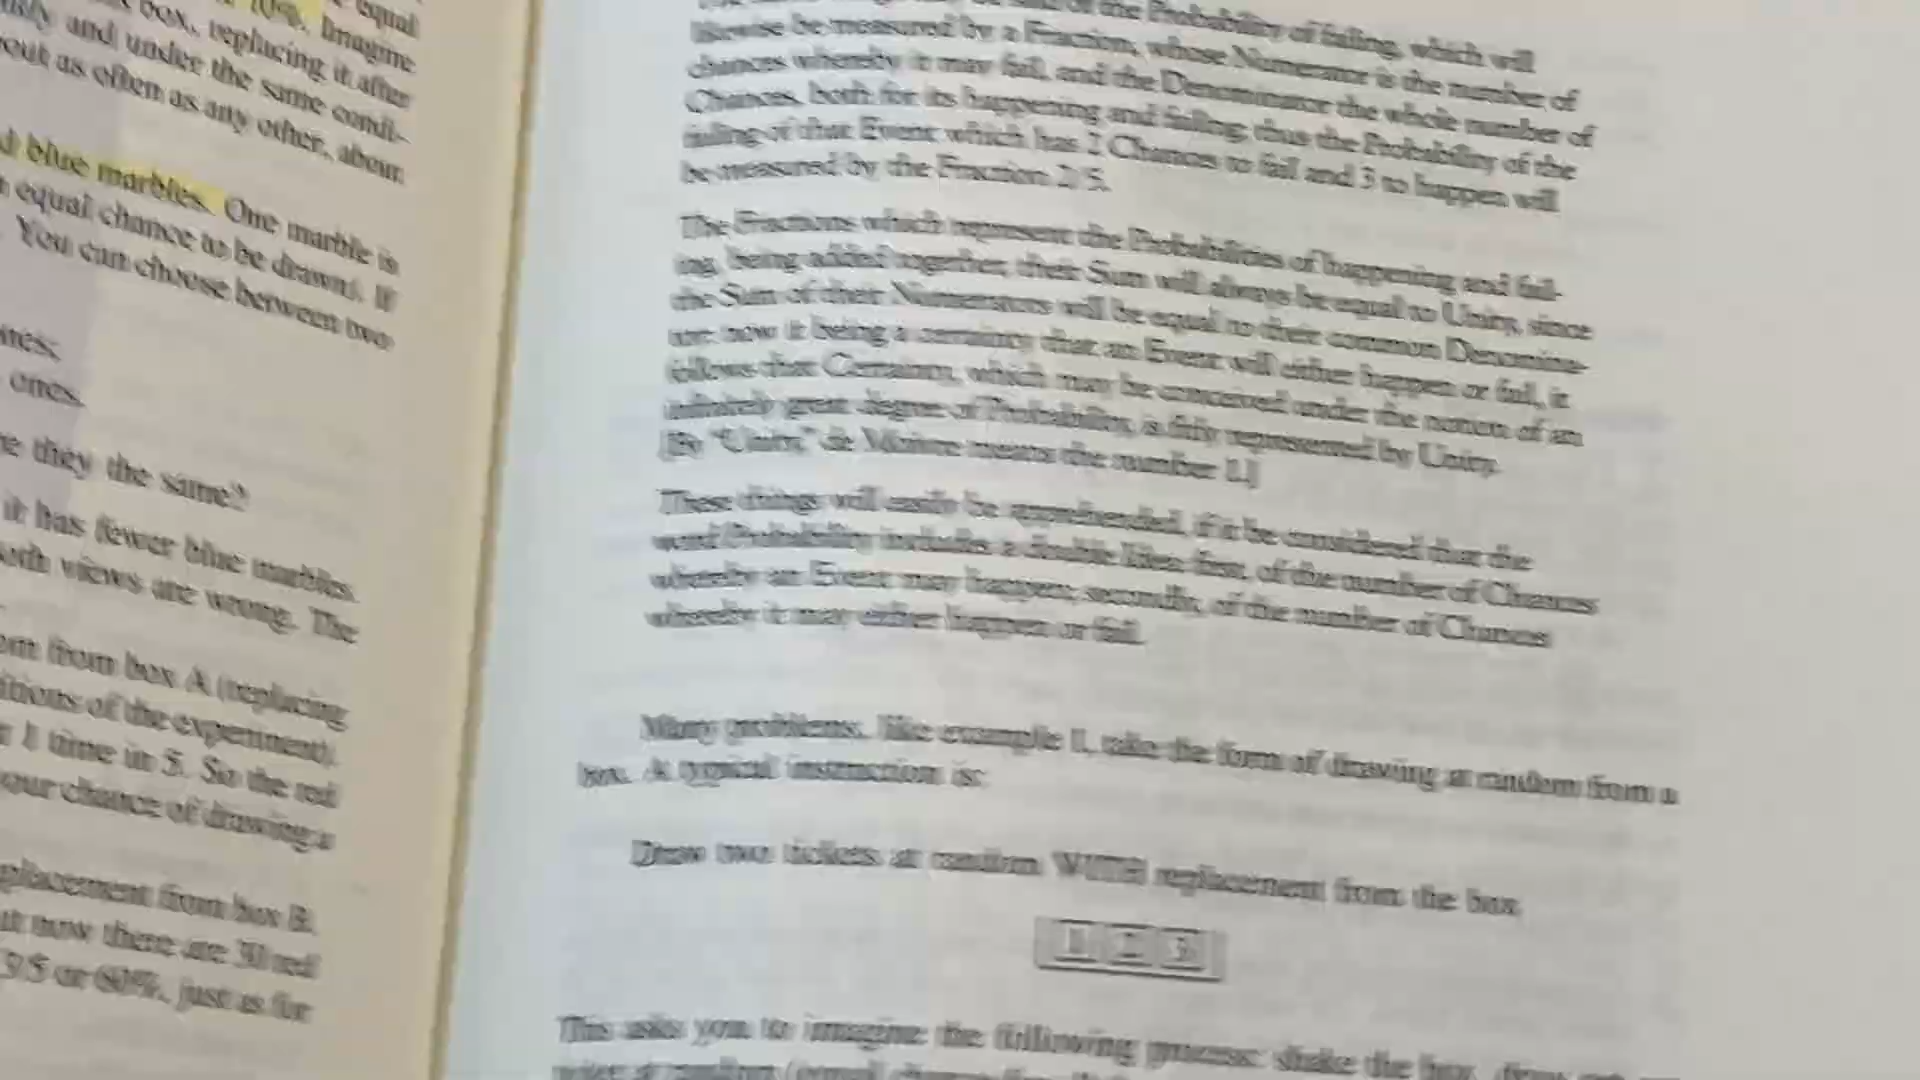 equal
10%. Imagine
box, replacing it after
and under the same condi-
out as often as any other, about
blue marbles. One marble is
equal chance to be drawn). If
You can choose between two
ones.
they the same?
it has fewer blue marbles.
views are wrong. The
from box A (replacing
of the experiment).
1 time in 5. So the red
your chance of drawing a
from box B.
now there are 30 red
or 60%, just as for
the Probability of failing, which will
likewise be measured by a Fraction, whose Numerator is the number of
chances whereby it may fail, and the Denominator the whole number of
Chances, both for its happening and failing; thus the Probability of the
failing of that Event which has 2 Chances to fail and 3 to happen will
be measured by the Fraction 2/5.
The Fractions which represent the Probabilities of happening and fail-
ing, being added together, their Sum will always be equal to Unity, since
the Sum of their Numerators will be equal to their common Denomina-
tor: now it being a certainty that an Event will either happen or fail, it
follows that Certainty, which may be conceived under the notion of an
infinitely great degree of Probability, is fitly represented by Unity.
[By "Unity," de Moivre means the number 1.]
These things will easily be apprehended, if it be considered that the
word Probability includes a double Idea: first, of the number of Chances
whereby an Event may happen; secondly, of the number of Chances
whereby it may either happen or fail.
Many problems, like example 1, take the form of drawing at random from a
box. A typical instruction is:
Draw two tickets at random WITH replacement from the box
1 2 3
This asks you to imagine the following process: shake the box, draw